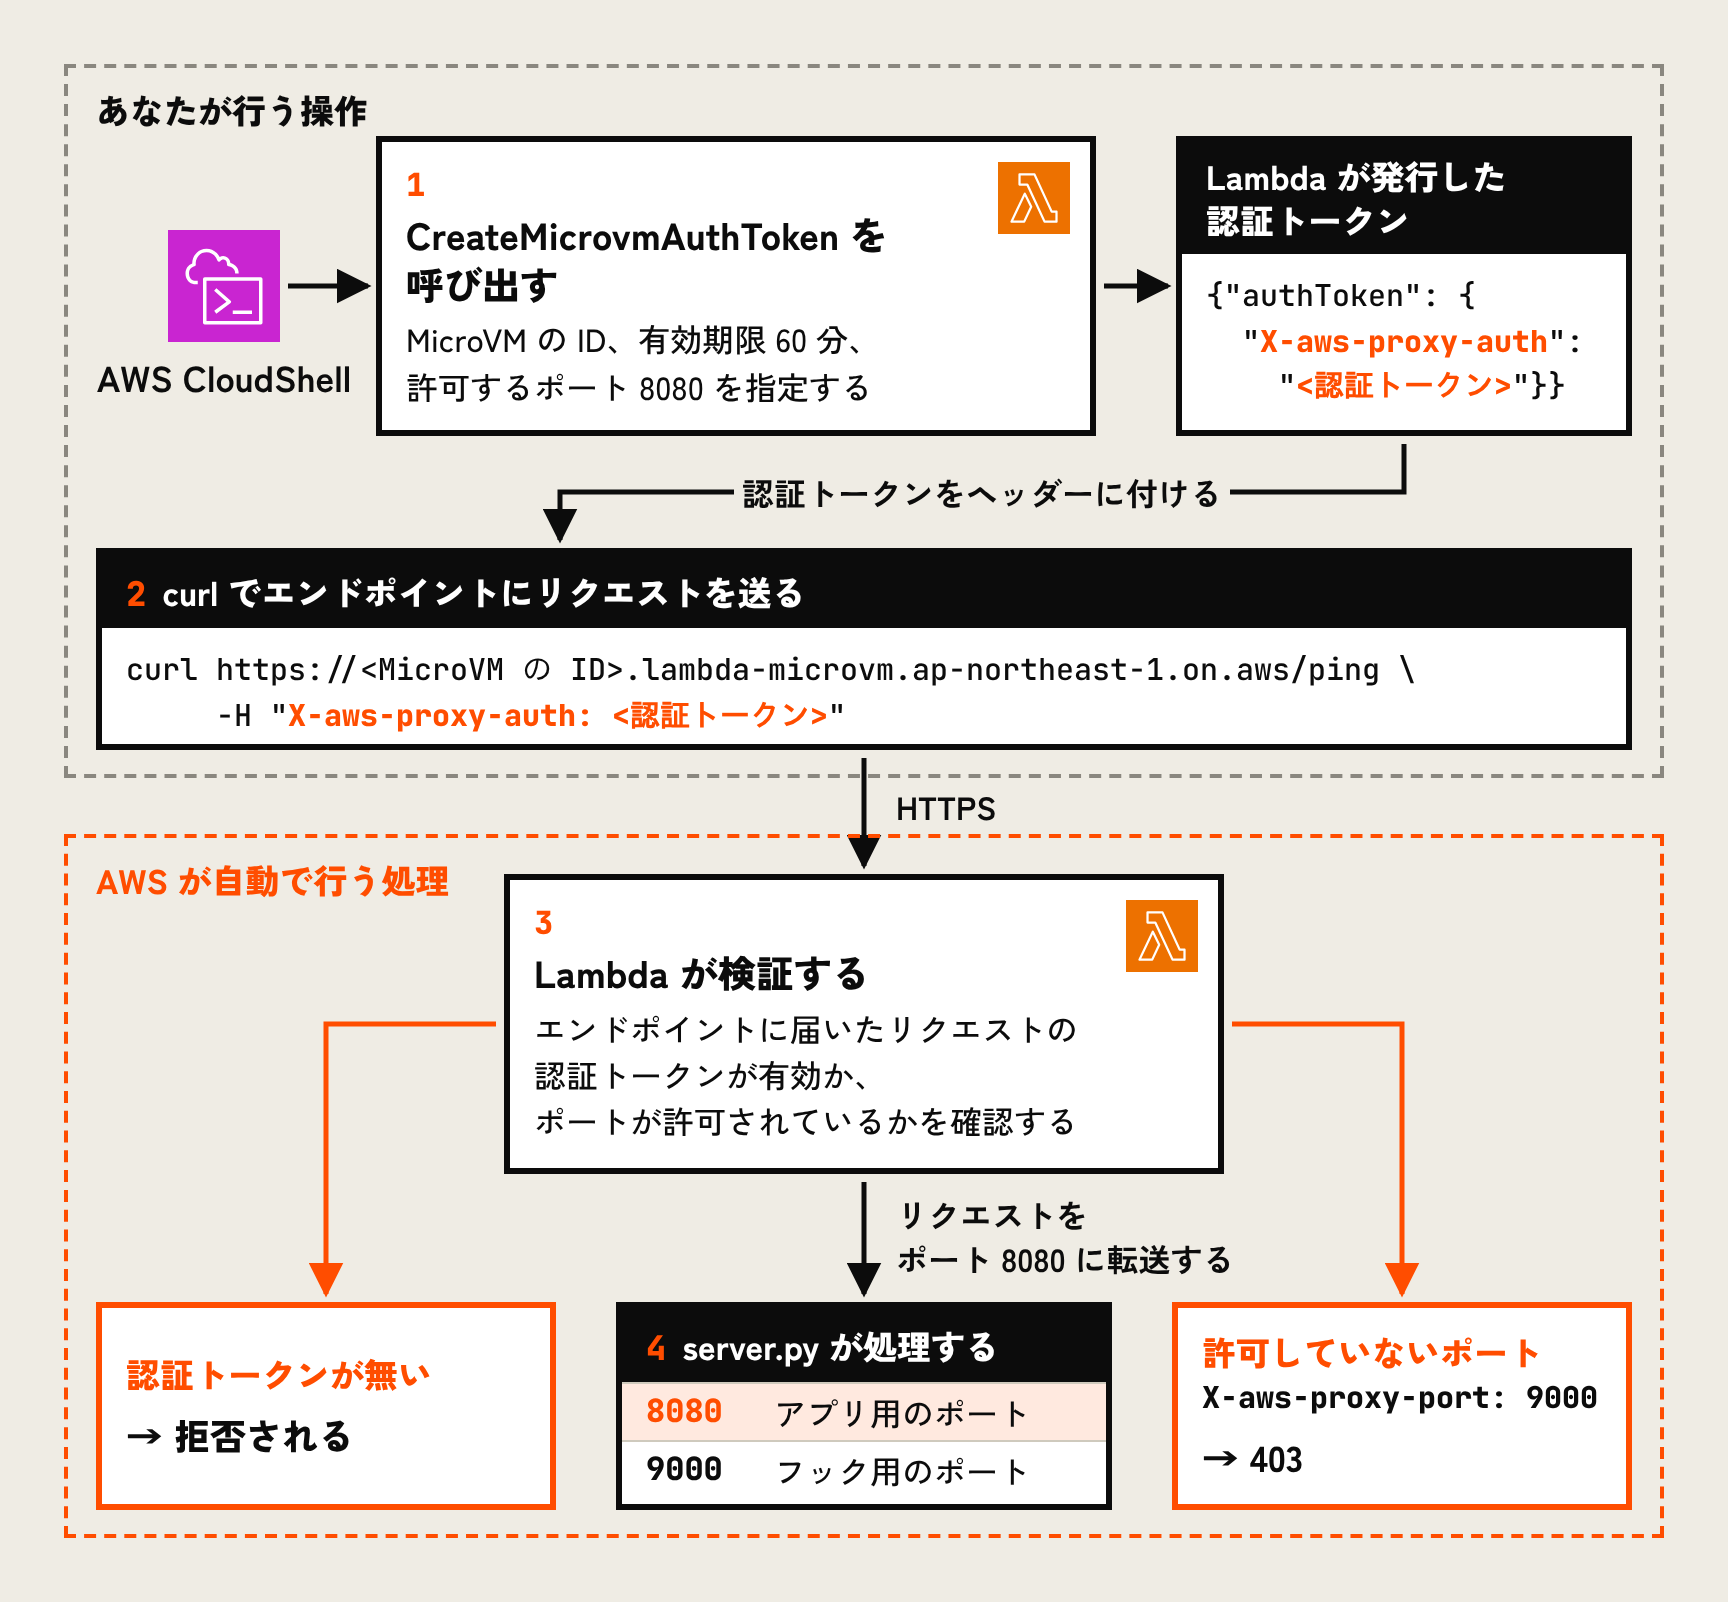 あなたが行う操作
AWS CloudShell
1
CreateMicrovmAuthToken を
呼び出す
MicroVM の ID、有効期限 60 分、
許可するポート 8080 を指定する
Lambda が発行した
認証トークン
{"authToken": {
"X-aws-proxy-auth":
"<認証トークン>"}}
認証トークンをヘッダーに付ける
2 curl でエンドポイントにリクエストを送る
curl https://<MicroVM の ID>.lambda-microvm.ap-northeast-1.on.aws/ping \
-H "X-aws-proxy-auth: <認証トークン>"
HTTPS
AWS が自動で行う処理
3
Lambda が検証する
エンドポイントに届いたリクエストの
認証トークンが有効か、
ポートが許可されているかを確認する
リクエストを
ポート 8080 に転送する
認証トークンが無い
→ 拒否される
4 server.py が処理する
8080 アプリ用のポート
9000 フック用のポート
許可していないポート
X-aws-proxy-port: 9000
→ 403